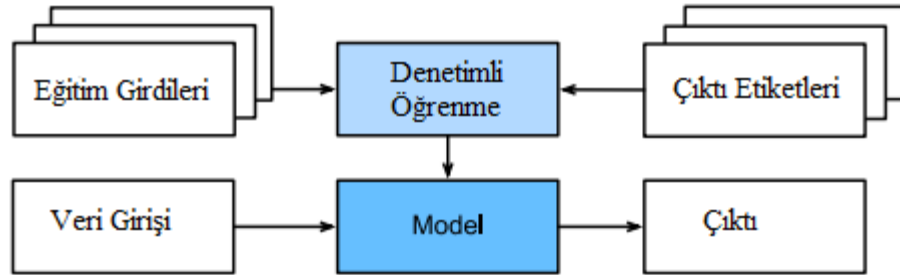 Eğitim Girdileri
Denetimli
Öğrenme
Çıktı Etiketleri
Veri Girişi
Model
Çıktı